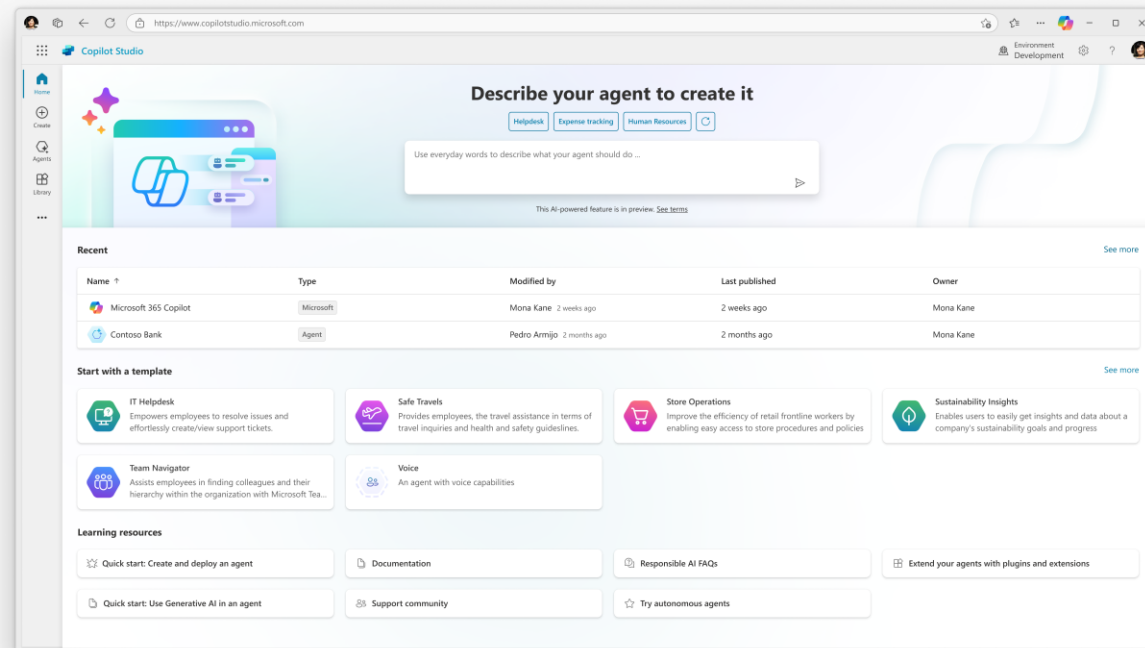 https://www.copilotstudio.microsoft.com
Copilot Studio
Environment
Development
?
Home
Create
Agents
Library
Describe your agent to create it
Helpdesk
Expense tracking
Human Resources
Use everyday words to describe what your agent should do ...
This AI-powered feature is in preview. See terms
Recent
See more
Name ↑
Type
Modified by
Last published
Owner
Microsoft 365 Copilot
Microsoft
Mona Kane 2 weeks ago
2 weeks ago
Mona Kane
Contoso Bank
Agent
Pedro Armijo 2 months ago
2 months ago
Mona Kane
Start with a template
See more
IT Helpdesk
Empowers employees to resolve issues and
effortlessly create/view support tickets.
Safe Travels
Provides employees, the travel assistance in terms of
travel inquiries and health and safety guideslines.
Store Operations
Improve the efficiency of retail frontline workers by
enabling easy access to store procedures and policies
Sustainability Insights
Enables users to easily get insights and data about a
company's sustainability goals and progress
Team Navigator
Assists employees in finding colleagues and their
hierarchy within the organization with Microsoft Tea...
Voice
An agent with voice capabilities
Learning resources
Quick start: Create and deploy an agent
Documentation
Responsible AI FAQs
Extend your agents with plugins and extensions
Quick start: Use Generative AI in an agent
Support community
Try autonomous agents